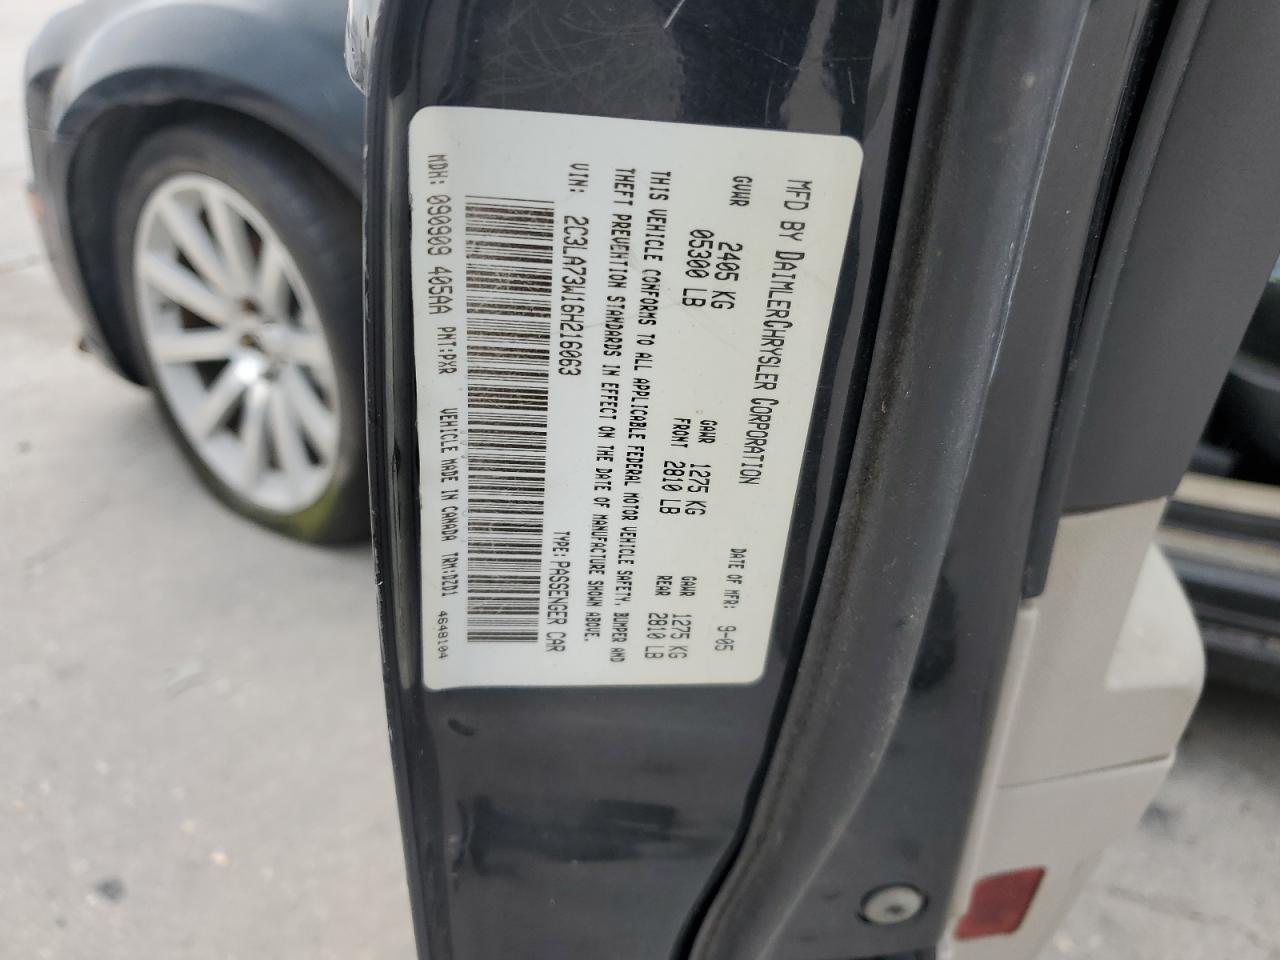 MFD BY DAIMLERCHRYSLER CORPORATION
DATE OF MFR: 9-05
GVWR 2405 KG
05300 LB
GAWR FRONT 1275 KG
2810 LB
GAWR REAR 1275 KG
2810 LB
THIS VEHICLE CONFORMS TO ALL APPLICABLE FEDERAL MOTOR VEHICLE SAFETY, BUMPER AND
THEFT PREVENTION STANDARDS IN EFFECT ON THE DATE OF MANUFACTURE SHOWN ABOVE.
VIN: 2C3LA73W16H216063 TYPE: PASSENGER CAR
MDH: 090909 405AA PNT:PXR VEHICLE MADE IN CANADA TRM:DZD1 4648104